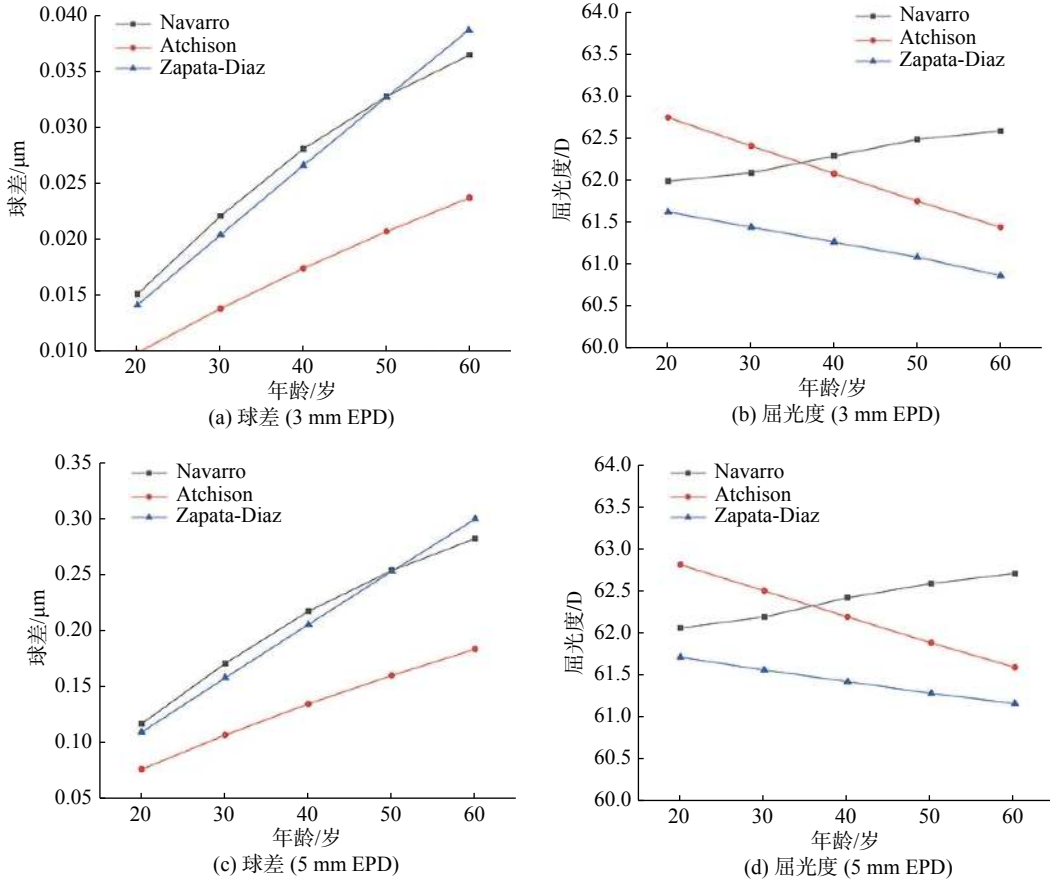 0.040
0.035
0.030
0.025
0.020
0.015
0.010
球差/μm
Navarro
Atchison
Zapata-Diaz
20 30 40 50 60
年龄/岁
(a) 球差 (3 mm EPD)
64.0
63.5
63.0
62.5
62.0
61.5
61.0
60.5
60.0
屈光度/D
Navarro
Atchison
Zapata-Diaz
20 30 40 50 60
年龄/岁
(b) 屈光度 (3 mm EPD)
0.35
0.30
0.25
0.20
0.15
0.10
0.05
球差/μm
Navarro
Atchison
Zapata-Diaz
20 30 40 50 60
年龄/岁
(c) 球差 (5 mm EPD)
64.0
63.5
63.0
62.5
62.0
61.5
61.0
60.5
60.0
屈光度/D
Navarro
Atchison
Zapata-Diaz
20 30 40 50 60
年龄/岁
(d) 屈光度 (5 mm EPD)